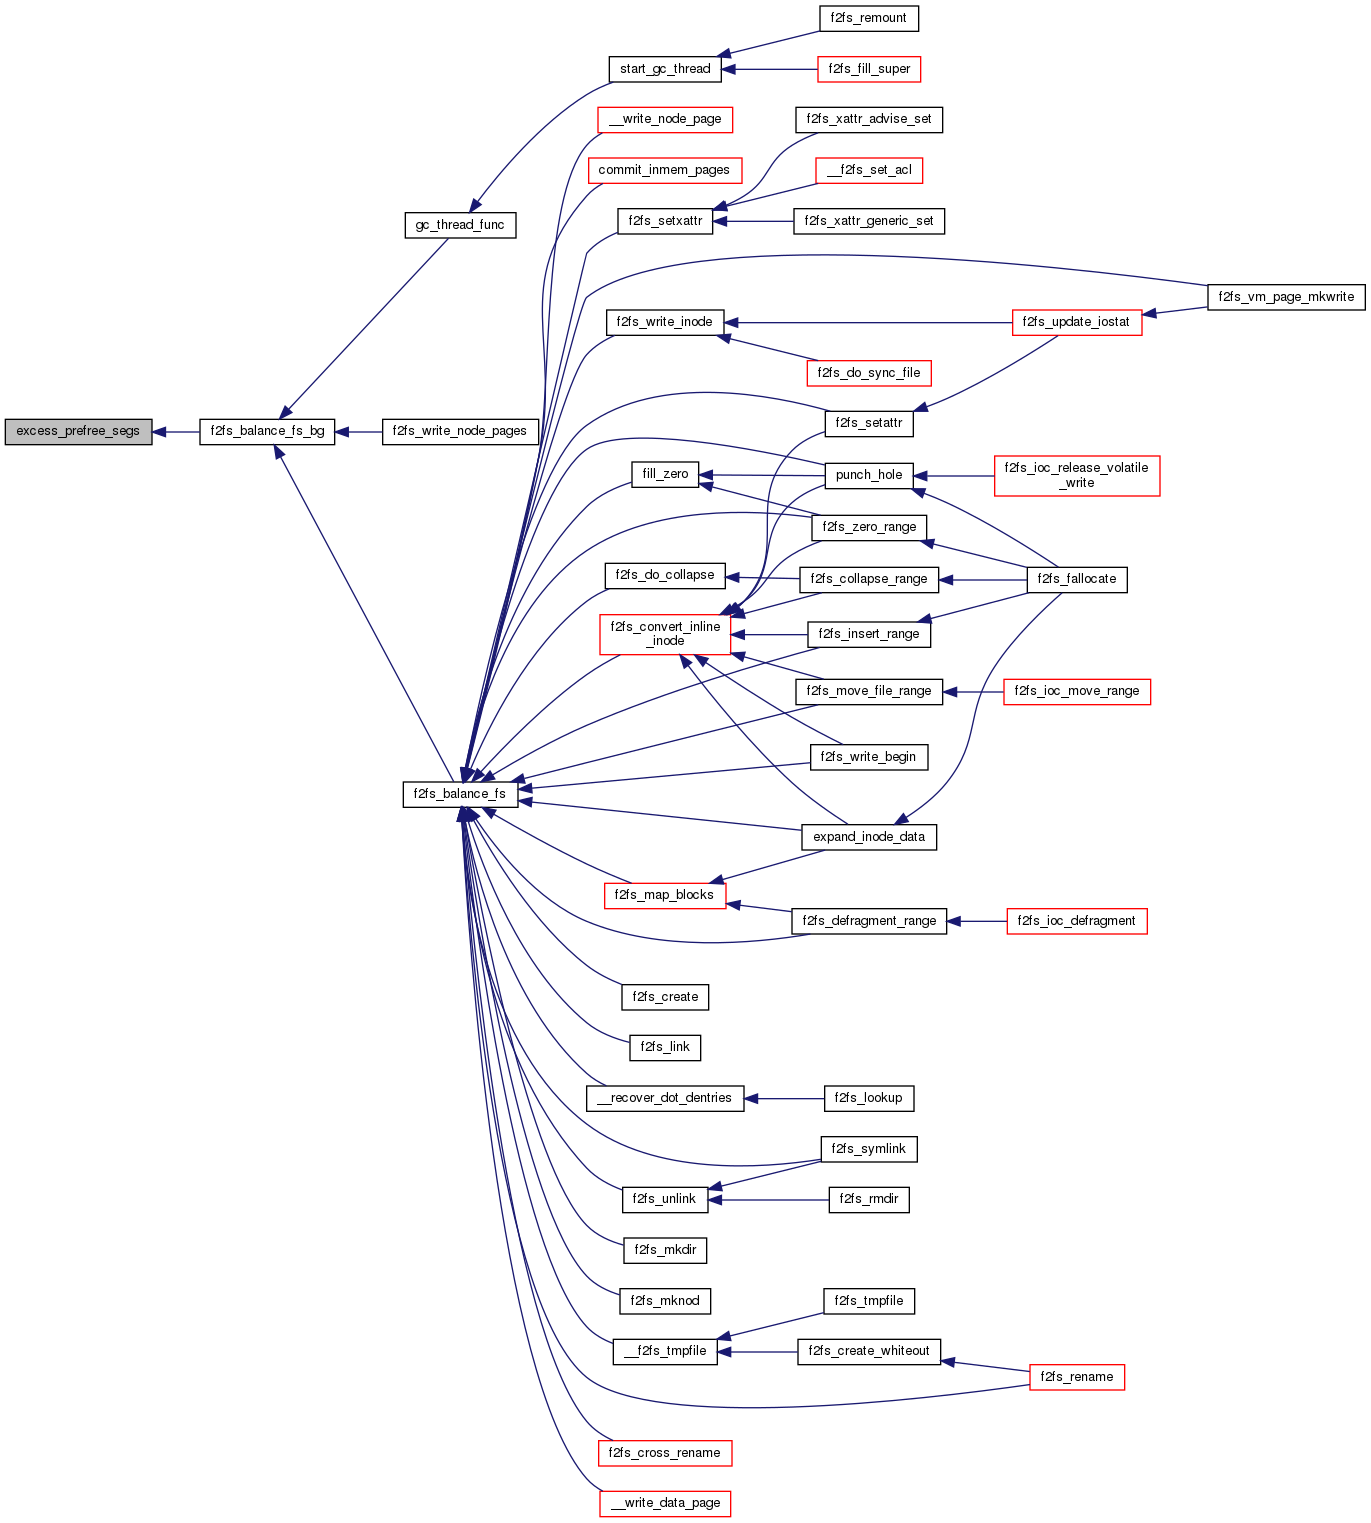 f2fs_remount
start_gc_thread
f2fs_fill_super
__write_node_page
f2fs_xattr_advise_set
commit_inmem_pages
__f2fs_set_acl
f2fs_setxattr
f2fs_xattr_generic_set
gc_thread_func
f2fs_vm_page_mkwrite
f2fs_write_inode
f2fs_update_iostat
f2fs_do_sync_file
f2fs_setattr
excess_prefree_segs
f2fs_balance_fs_bg
f2fs_write_node_pages
fill_zero
punch_hole
f2fs_ioc_release_volatile
_write
f2fs_zero_range
f2fs_do_collapse
f2fs_collapse_range
f2fs_fallocate
f2fs_convert_inline
_inode
f2fs_insert_range
f2fs_move_file_range
f2fs_ioc_move_range
f2fs_write_begin
f2fs_balance_fs
expand_inode_data
f2fs_map_blocks
f2fs_defragment_range
f2fs_ioc_defragment
f2fs_create
f2fs_link
__recover_dot_dentries
f2fs_lookup
f2fs_symlink
f2fs_unlink
f2fs_rmdir
f2fs_mkdir
f2fs_mknod
f2fs_tmpfile
__f2fs_tmpfile
f2fs_create_whiteout
f2fs_rename
f2fs_cross_rename
__write_data_page